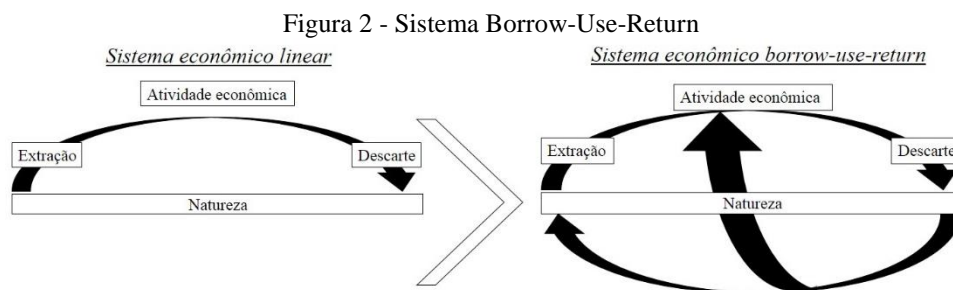 Figura 2 - Sistema Borrow-Use-Return
Sistema econômico linear
Atividade econômica
Extração
Descarte
Natureza
Sistema econômico borrow-use-return
Atividade econômica
Extração
Descarte
Natureza